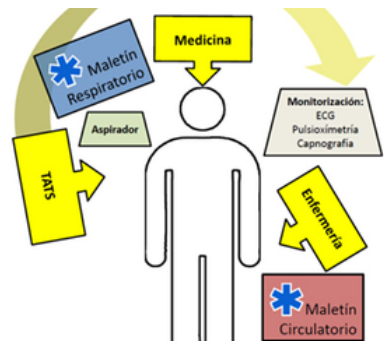 Medicina
Maletín
Respiratorio
Aspirador
Monitorización:
ECG
Pulsioximetría
Capnografía
TATS
Enfermería
Maletín
Circulatorio